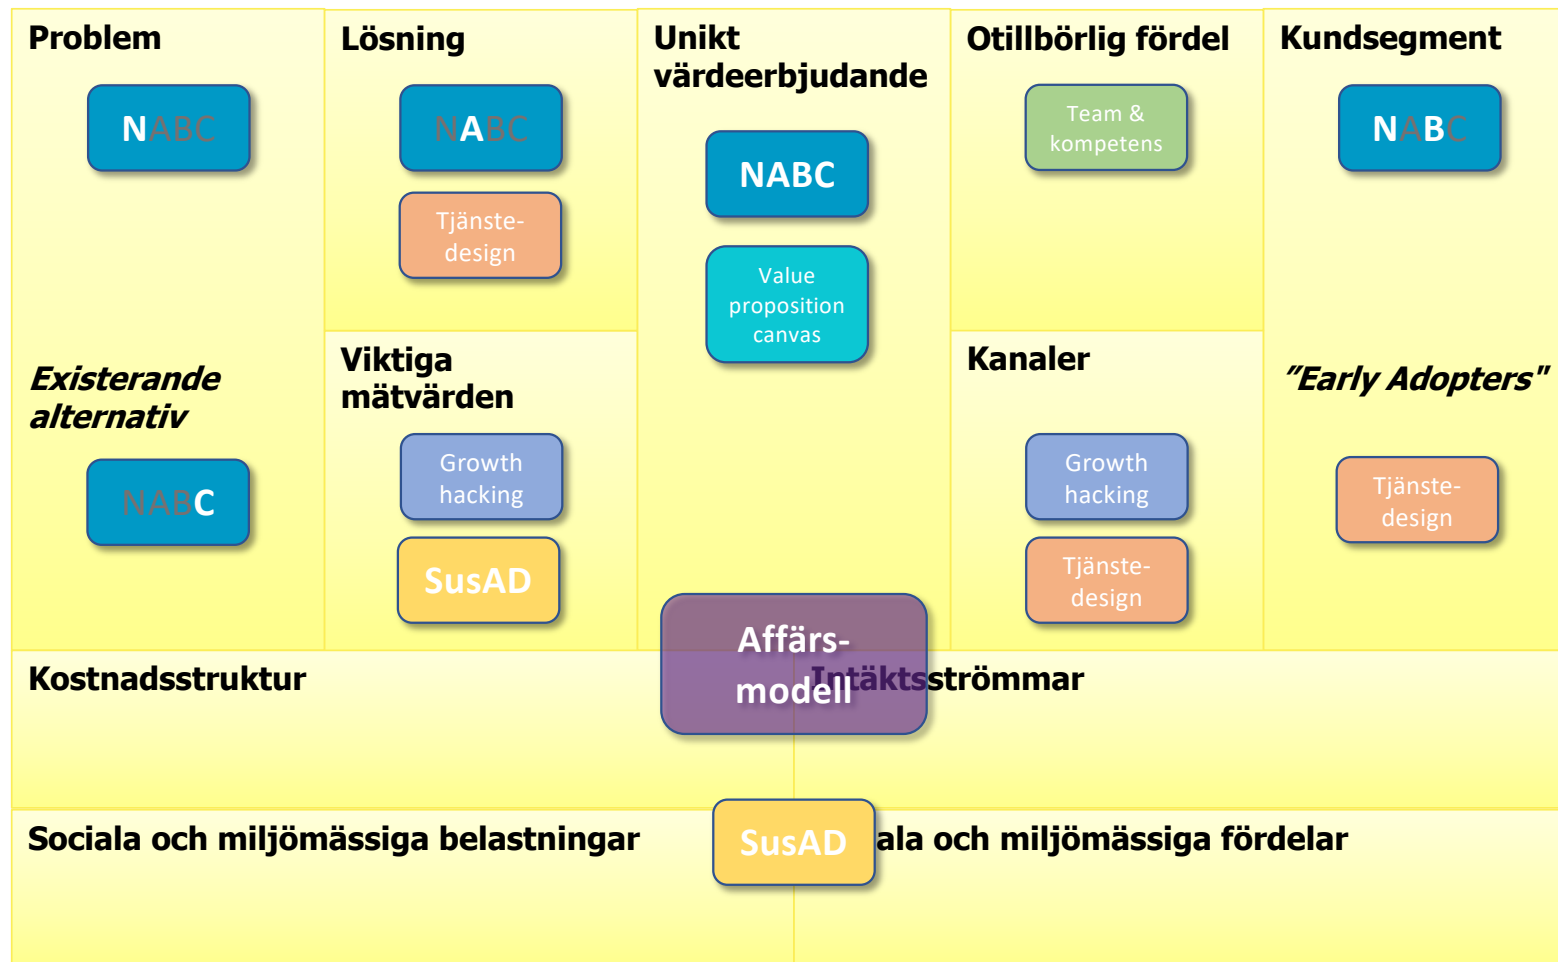 Problem
NABC
Existerande
alternativ
NABC
Lösning
NABC
Tjänste-
design
Viktiga
mätvärden
Growth
hacking
SusAD
Unikt
värdeerbjudande
NABC
Value
proposition
canvas
Otillbörlig fördel
Team &
kompetens
Kanaler
Growth
hacking
Tjänste-
design
Kundsegment
NABC
"Early Adopters"
Tjänste-
design
Affärs-
modell
Kostnadsstruktur
Intäktsströmmar
Sociala och miljömässiga belastningar
SusAD
ala och miljömässiga fördelar